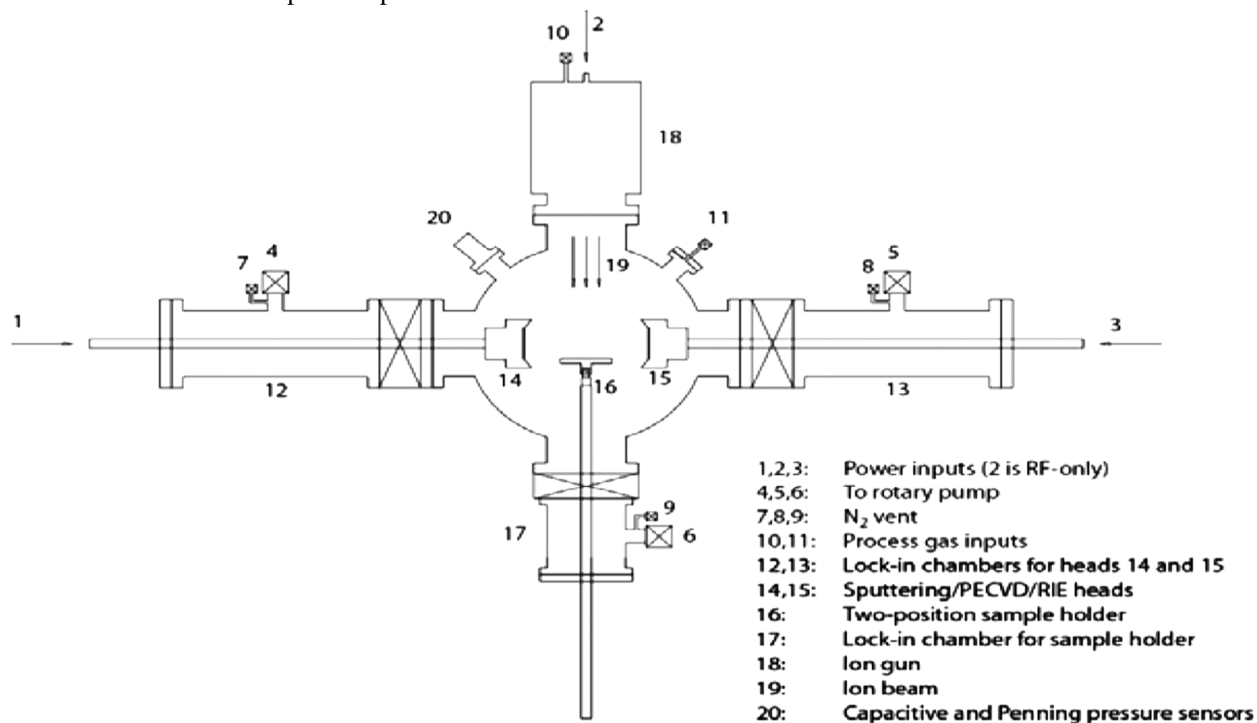 10
2
18
20
11
19
4
7
5
8
1
3
14
15
16
12
13
9
17
6
1,2,3: Power inputs (2 is RF-only)
4,5,6: To rotary pump
7,8,9: N₂ vent
10,11: Process gas inputs
12,13: Lock-in chambers for heads 14 and 15
14,15: Sputtering/PECVD/RIE heads
16: Two-position sample holder
17: Lock-in chamber for sample holder
18: Ion gun
19: Ion beam
20: Capacitive and Penning pressure sensors